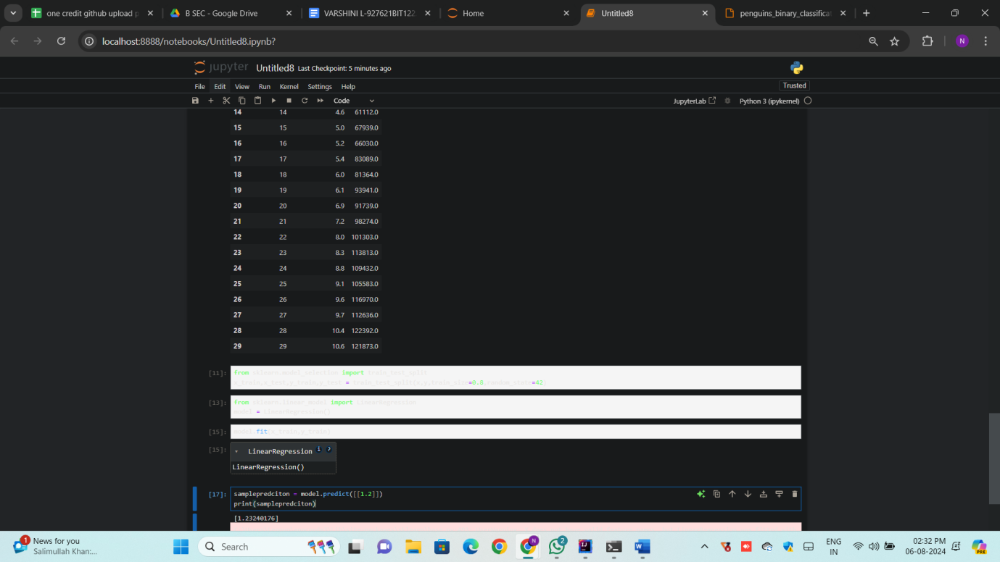 one credit github upload p
B SEC - Google Drive
VARSHINI L-927621BIT122
Home
Untitled8
penguins_binary_classificat
localhost:8888/notebooks/Untitled8.ipynb?
N
jupyter Untitled8 Last Checkpoint: 5 minutes ago
File Edit View Run Kernel Settings Help
Trusted
Code
JupyterLab
Python 3 (ipykernel)
14 14 4.6 61112.0
15 15 5.0 67939.0
16 16 5.2 66030.0
17 17 5.4 83089.0
18 18 6.0 81364.0
19 19 6.1 93941.0
20 20 6.9 91739.0
21 21 7.2 98274.0
22 22 8.0 101303.0
23 23 8.3 113813.0
24 24 8.8 109432.0
25 25 9.1 105583.0
26 26 9.6 116970.0
27 27 9.7 112636.0
28 28 10.4 122392.0
29 29 10.6 121873.0
[11]: from sklearn.model_selection import train_test_split
x_train,x_test,y_train,y_test = train_test_split(x,y,train_size=0.8,random_state=42)
[13]: from sklearn.linear_model import LinearRegression
model = LinearRegression()
[15]: model.fit(x_train,y_train)
[15]: LinearRegression i ?
LinearRegression()
[17]: samplepredciton = model.predict([[1.2]])
print(samplepredciton)
[1.23240176]
1
News for you
Salimullah Khan:...
Search
N
2
ENG
IN
02:32 PM
06-08-2024
PRE